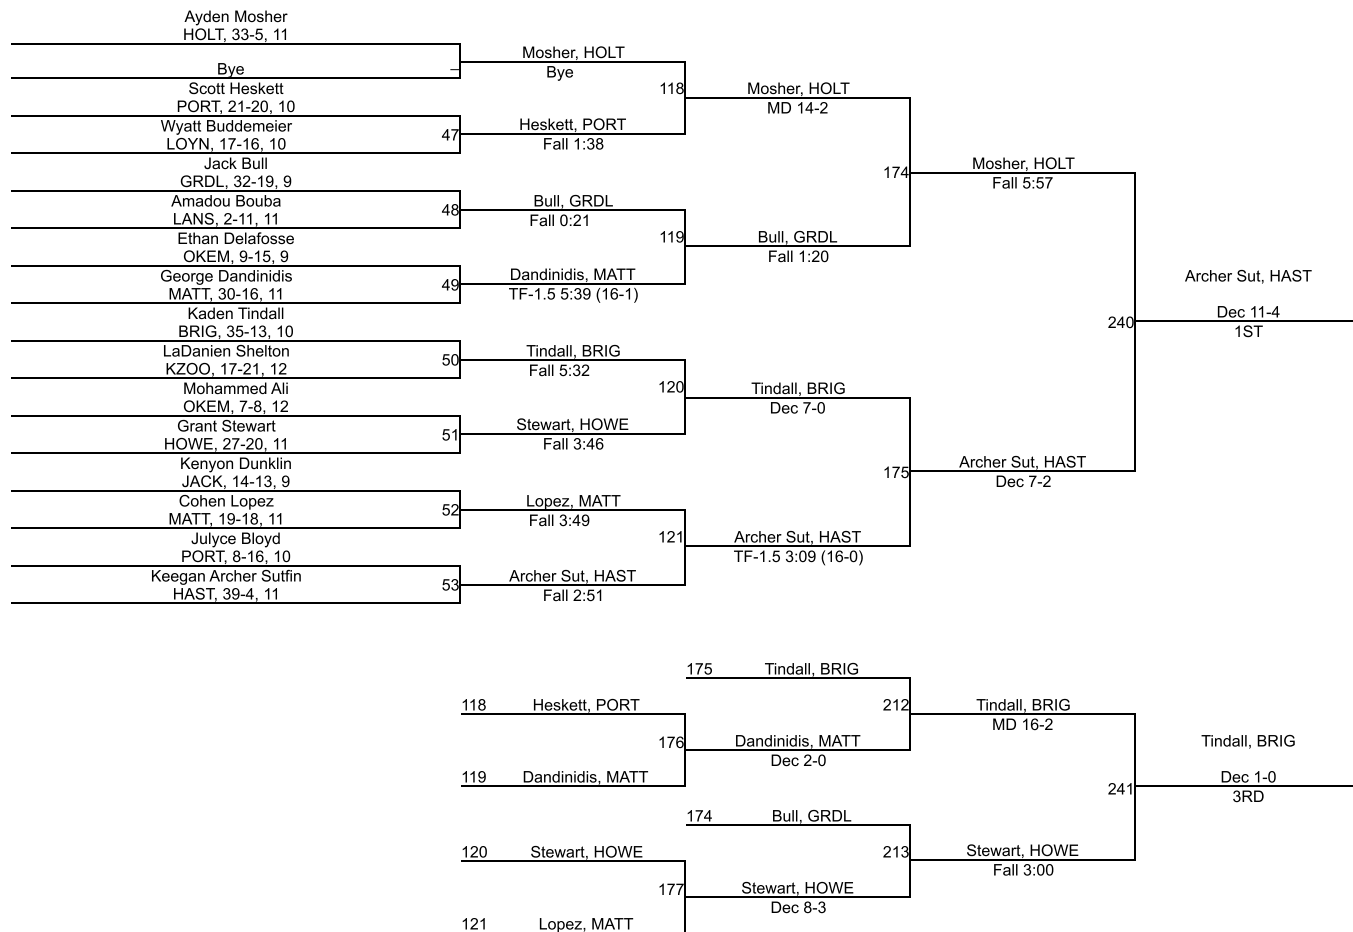 Ayden Mosher
HOLT, 33-5, 11
Bye
Scott Heskett
PORT, 21-20, 10
Wyatt Buddemeier
LOYN, 17-16, 10
Jack Bull
GRDL, 32-19, 9
Amadou Bouba
LANS, 2-11, 11
Ethan Delafosse
OKEM, 9-15, 9
George Dandinidis
MATT, 30-16, 11
Kaden Tindall
BRIG, 35-13, 10
LaDanien Shelton
KZOO, 17-21, 12
Mohammed Ali
OKEM, 7-8, 12
Grant Stewart
HOWE, 27-20, 11
Kenyon Dunklin
JACK, 14-13, 9
Cohen Lopez
MATT, 19-18, 11
Julyce Bloyd
PORT, 8-16, 10
Keegan Archer Sutfin
HAST, 39-4, 11
47
48
49
50
51
52
53
Mosher, HOLT
Bye
Heskett, PORT
Fall 1:38
Bull, GRDL
Fall 0:21
Dandinidis, MATT
TF-1.5 5:39 (16-1)
Tindall, BRIG
Fall 5:32
Stewart, HOWE
Fall 3:46
Lopez, MATT
Fall 3:49
Archer Sut, HAST
Fall 2:51
118
119
120
121
Mosher, HOLT
MD 14-2
Bull, GRDL
Fall 1:20
Tindall, BRIG
Dec 7-0
Archer Sut, HAST
TF-1.5 3:09 (16-0)
174
175
Mosher, HOLT
Fall 5:57
Archer Sut, HAST
Dec 7-2
240
Archer Sut, HAST
Dec 11-4
1ST
118 Heskett, PORT
119 Dandinidis, MATT
120 Stewart, HOWE
121 Lopez, MATT
176
177
175 Tindall, BRIG
Dandinidis, MATT
Dec 2-0
174 Bull, GRDL
Stewart, HOWE
Dec 8-3
212
213
Tindall, BRIG
MD 16-2
Stewart, HOWE
Fall 3:00
241
Tindall, BRIG
Dec 1-0
3RD